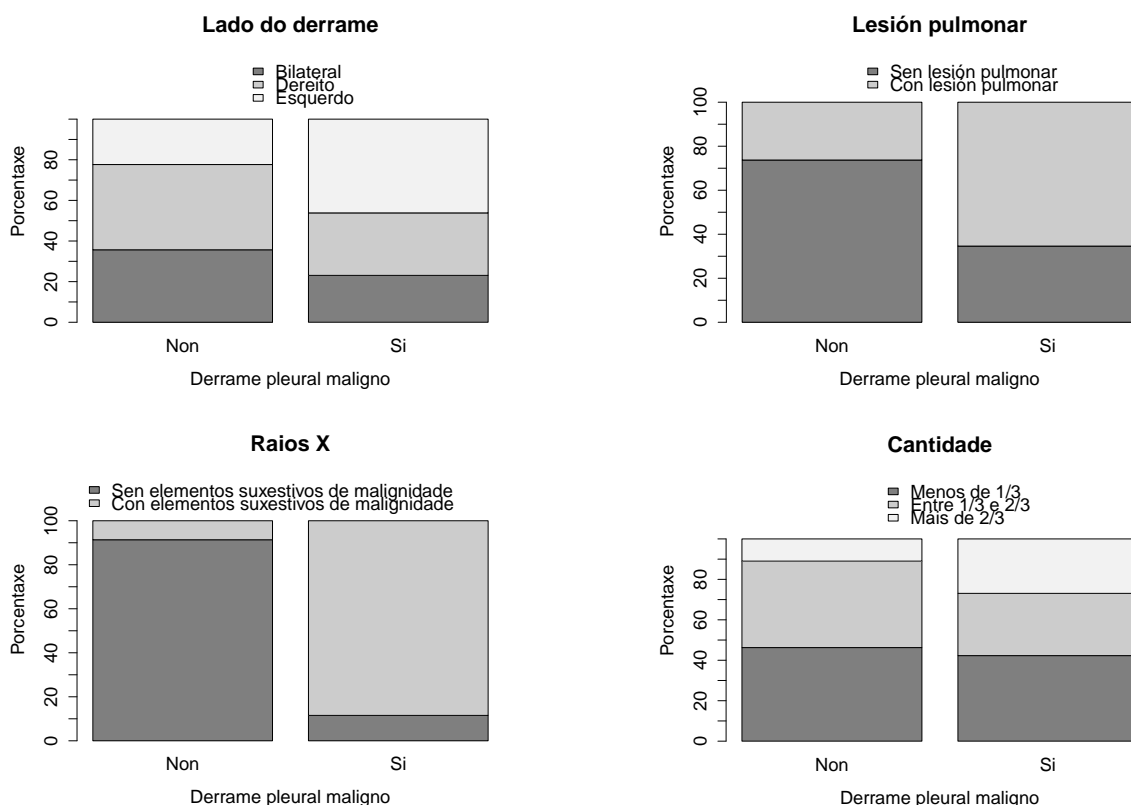 Lado do derrame
Bilateral
Dereito
Esquerdo
Porcentaxe
0 20 40 60 80
Non Si
Derrame pleural maligno
Lesión pulmonar
Sen lesión pulmonar
Con lesión pulmonar
Porcentaxe
0 20 40 60 80 100
Non Si
Derrame pleural maligno
Raios X
Sen elementos suxestivos de malignidade
Con elementos suxestivos de malignidade
Porcentaxe
0 20 40 60 80 100
Non Si
Derrame pleural maligno
Cantidade
Menos de 1/3
Entre 1/3 e 2/3
Máis de 2/3
Porcentaxe
0 20 40 60 80
Non Si
Derrame pleural maligno